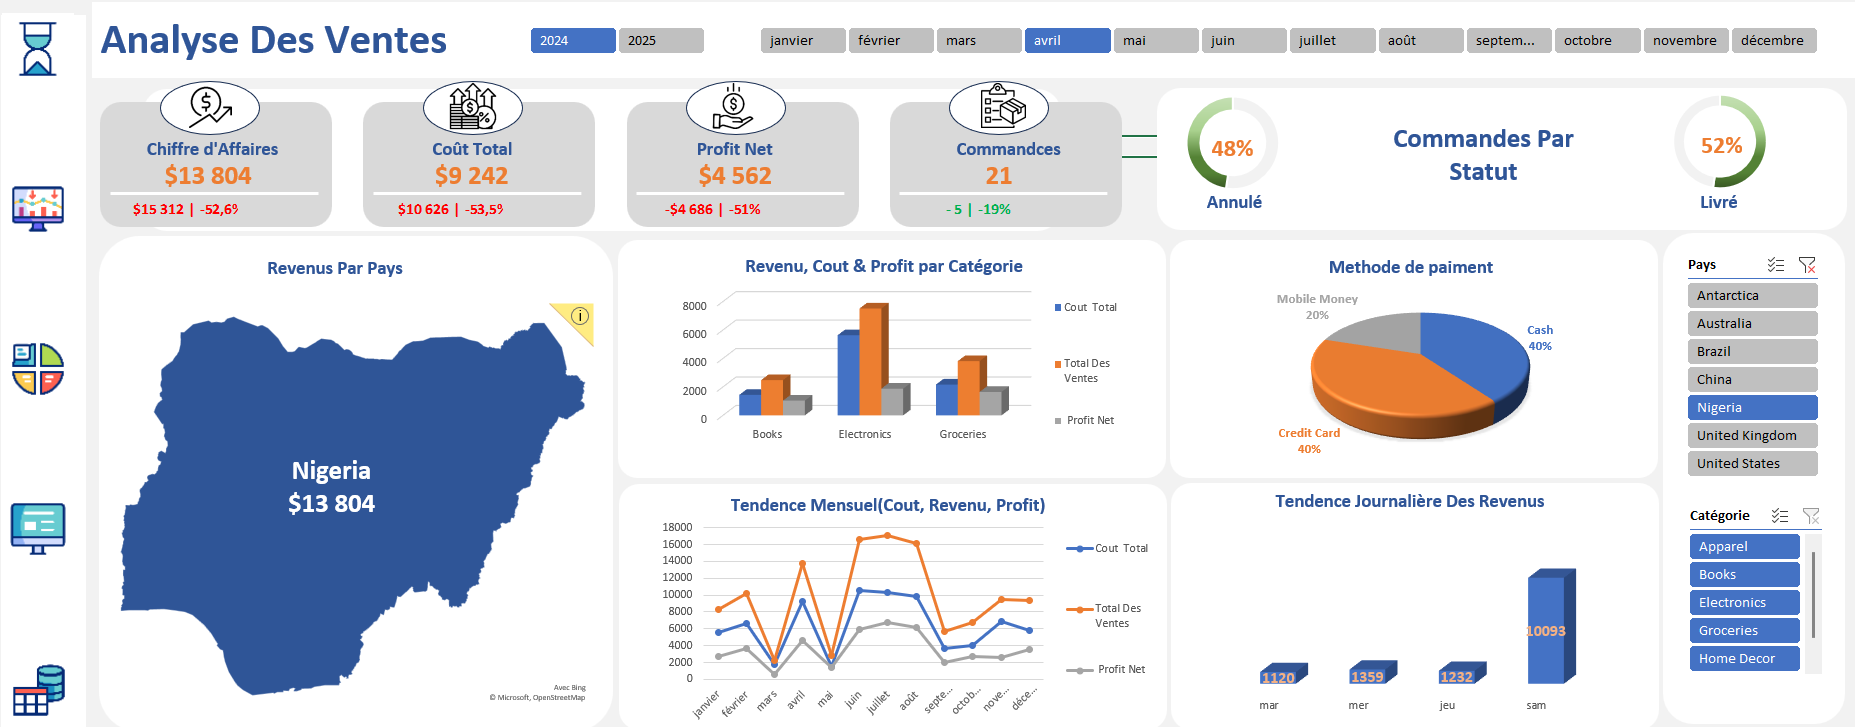 Analyse Des Ventes
2024
2025
janvier
février
mars
avril
mai
juin
juillet
août
septem...
octobre
novembre
décembre
Chiffre d'Affaires
$13 804
$15 312 | -52,6%
Coût Total
$9 242
$10 626 | -53,5%
Profit Net
$4 562
-$4 686 | -51%
Commandces
21
- 5 | -19%
48%
Annulé
Commandes Par
Statut
52%
Livré
Revenus Par Pays
Nigeria
$13 804
Avec Bing
© Microsoft, OpenStreetMap
Revenu, Cout & Profit par Catégorie
8000
6000
4000
2000
0
Books
Electronics
Groceries
Cout Total
Total Des
Ventes
Profit Net
Methode de paiment
Mobile Money
20%
Cash
40%
Credit Card
40%
Tendence Mensuel(Cout, Revenu, Profit)
18000
16000
14000
12000
10000
8000
6000
4000
2000
0
janvier
février
mars
avril
mai
juin
juillet
août
septe...
octob...
nove...
déce...
Cout Total
Total Des
Ventes
Profit Net
Tendence Journalière Des Revenus
1120
1359
1232
10093
mar
mer
jeu
sam
Pays
Antarctica
Australia
Brazil
China
Nigeria
United Kingdom
United States
Catégorie
Apparel
Books
Electronics
Groceries
Home Decor